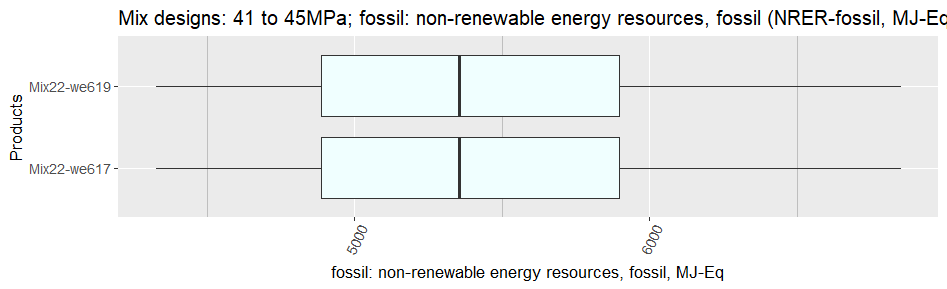 Mix designs: 41 to 45MPa; fossil: non-renewable energy resources, fossil (NRER-fossil, MJ-Eq
Products
Mix22-we619
Mix22-we617
5000
6000
fossil: non-renewable energy resources, fossil, MJ-Eq